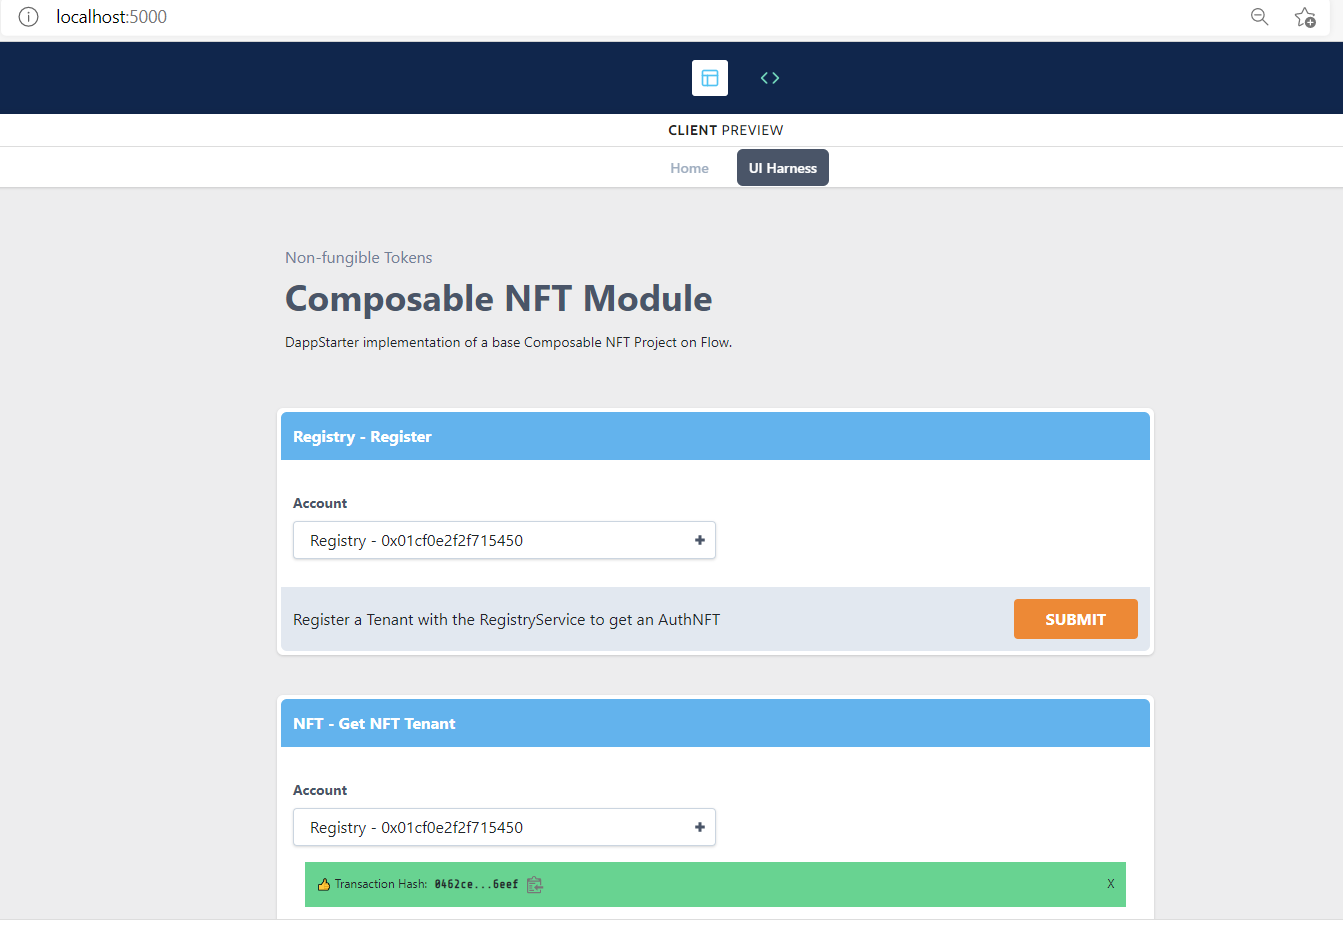 localhost:5000
CLIENT PREVIEW
Home UI Harness
Non-fungible Tokens
Composable NFT Module
DappStarter implementation of a base Composable NFT Project on Flow.
Registry - Register
Account
Registry - 0x01cf0e2f2f715450
Register a Tenant with the RegistryService to get an AuthNFT SUBMIT
NFT - Get NFT Tenant
Account
Registry - 0x01cf0e2f2f715450
Transaction Hash: 0462ce...6eef X